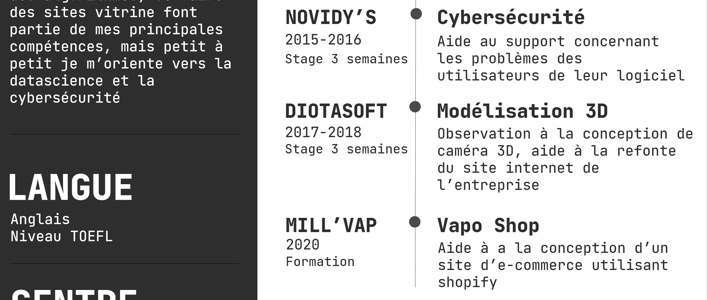 des sites vitrine font
partie de mes principales
compétences, mais petit à
petit je m’oriente vers la
datascience et la
cybersécurité
LANGUE
Anglais
Niveau TOEFL
NOVIDY’S
2015-2016
Stage 3 semaines
Cybersécurité
Aide au support concernant
les problèmes des
utilisateurs de leur logiciel
DIOTASOFT
2017-2018
Stage 3 semaines
Modélisation 3D
Observation à la conception de
caméra 3D, aide à la refonte
du site internet de
l’entreprise
MILL’VAP
2020
Formation
Vapo Shop
Aide à a la conception d’un
site d’e-commerce utilisant
shopify